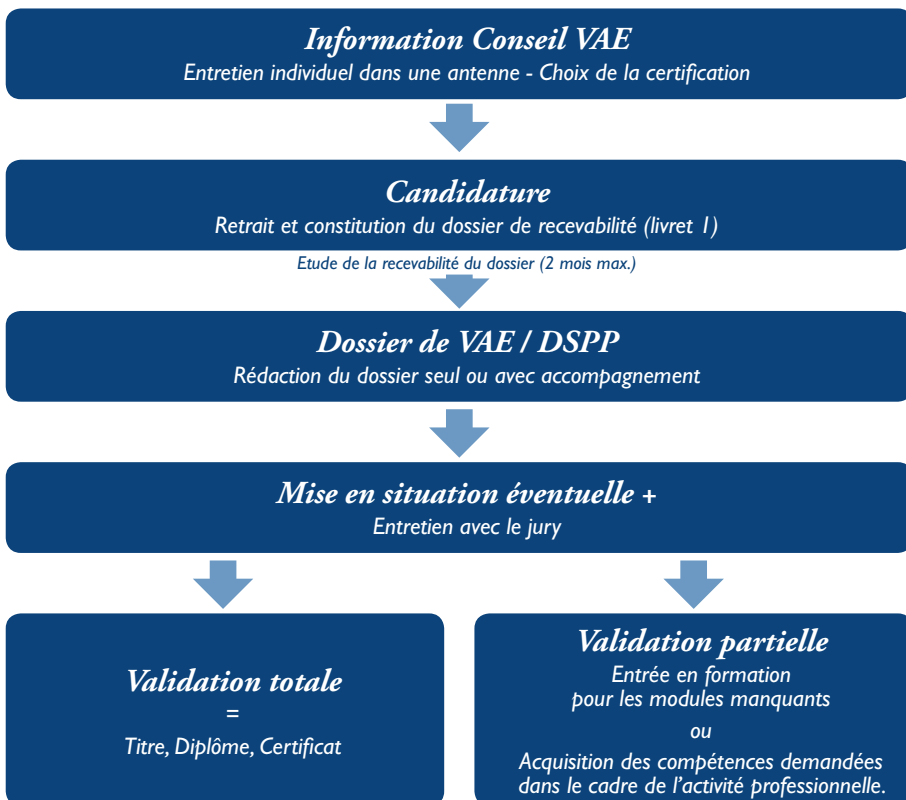 Information Conseil VAE
Entretien individuel dans une antenne - Choix de la certification
Candidature
Retrait et constitution du dossier de recevabilité (livret 1)
Etude de la recevabilité du dossier (2 mois max.)
Dossier de VAE / DSPP
Rédaction du dossier seul ou avec accompagnement
Mise en situation éventuelle +
Entretien avec le jury
Validation totale
=
Titre, Diplôme, Certificat
Validation partielle
Entrée en formation
pour les modules manquants
ou
Acquisition des compétences demandées
dans le cadre de l'activité professionnelle.